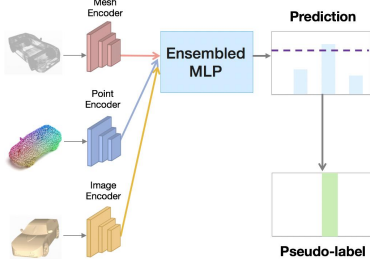 Mesh
Encoder
Prediction
Ensembled
MLP
Point
Encoder
Image
Encoder
Pseudo-label